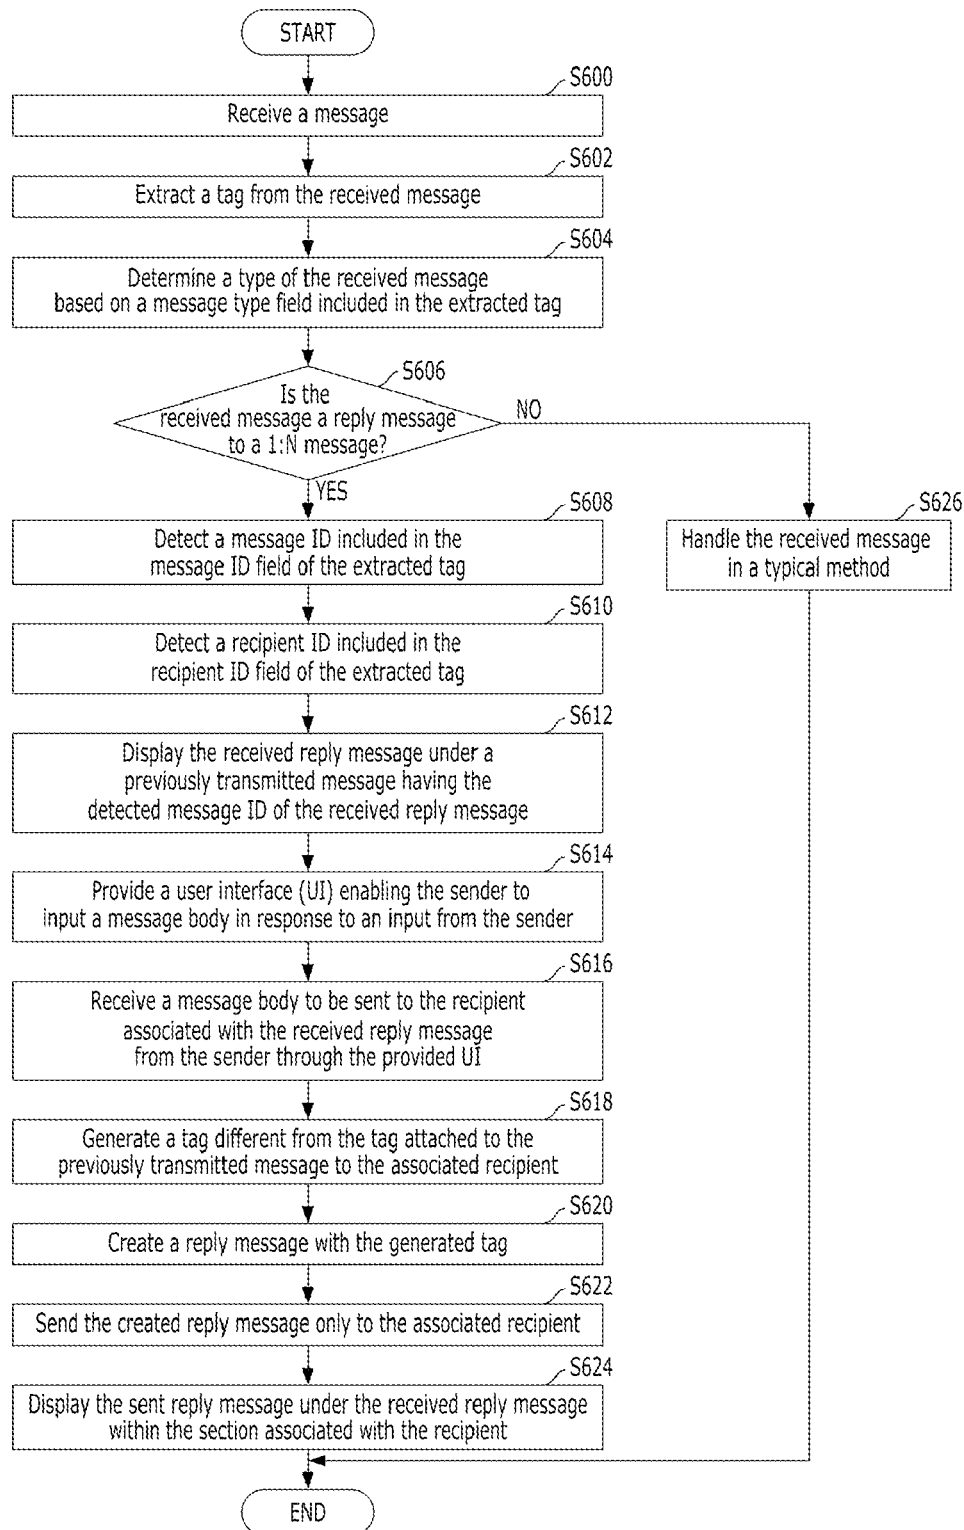 START
S600
Receive a message
S602
Extract a tag from the received message
S604
Determine a type of the received message
based on a message type field included in the extracted tag
S606
Is the
received message a reply message
to a 1:N message?
NO
YES
S608
Detect a message ID included in the
message ID field of the extracted tag
S626
Handle the received message
in a typical method
S610
Detect a recipient ID included in the
recipient ID field of the extracted tag
S612
Display the received reply message under a
previously transmitted message having the
detected message ID of the received reply message
S614
Provide a user interface (UI) enabling the sender to
input a message body in response to an input from the sender
S616
Receive a message body to be sent to the recipient
associated with the received reply message
from the sender through the provided UI
S618
Generate a tag different from the tag attached to the
previously transmitted message to the associated recipient
S620
Create a reply message with the generated tag
S622
Send the created reply message only to the associated recipient
S624
Display the sent reply message under the received reply message
within the section associated with the recipient
END